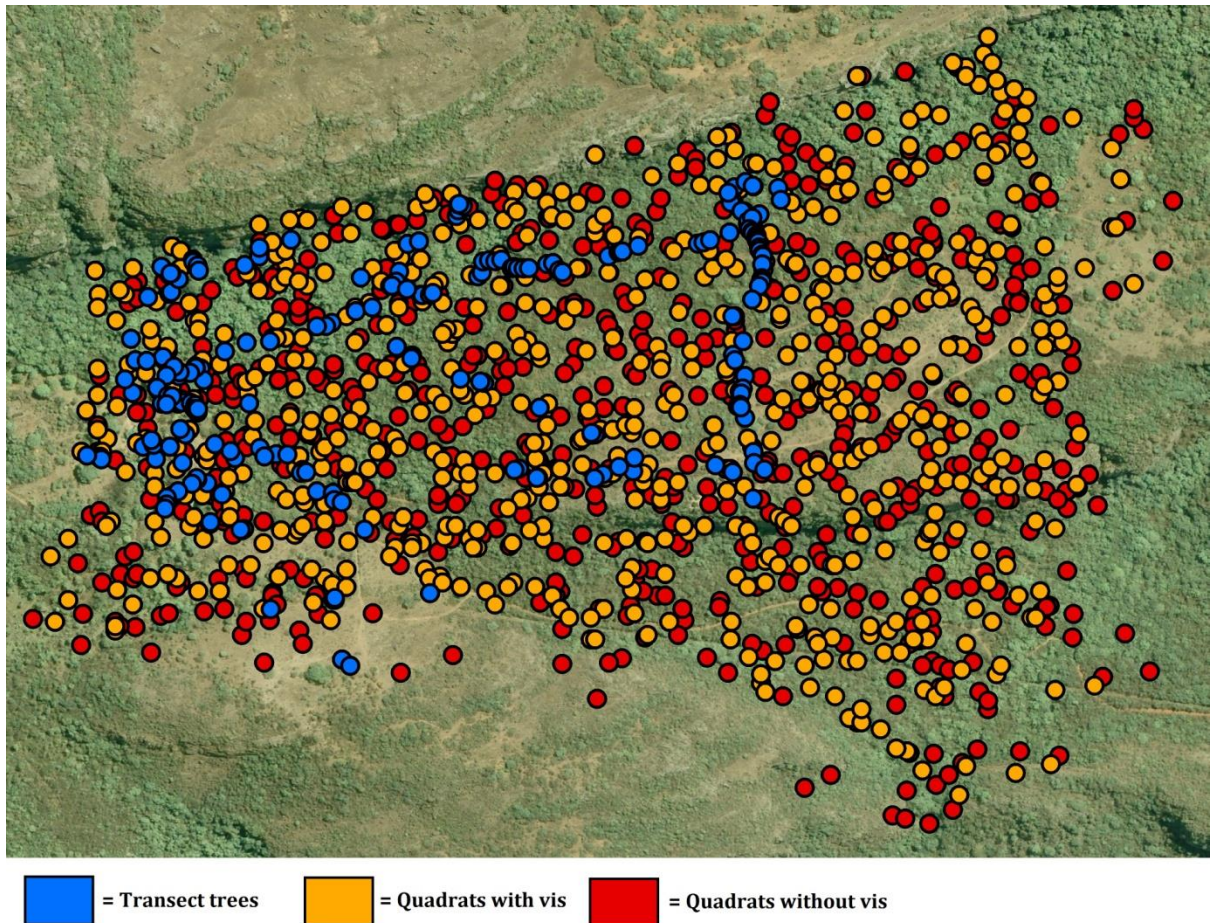 = Transect trees = Quadrats with vis = Quadrats without vis